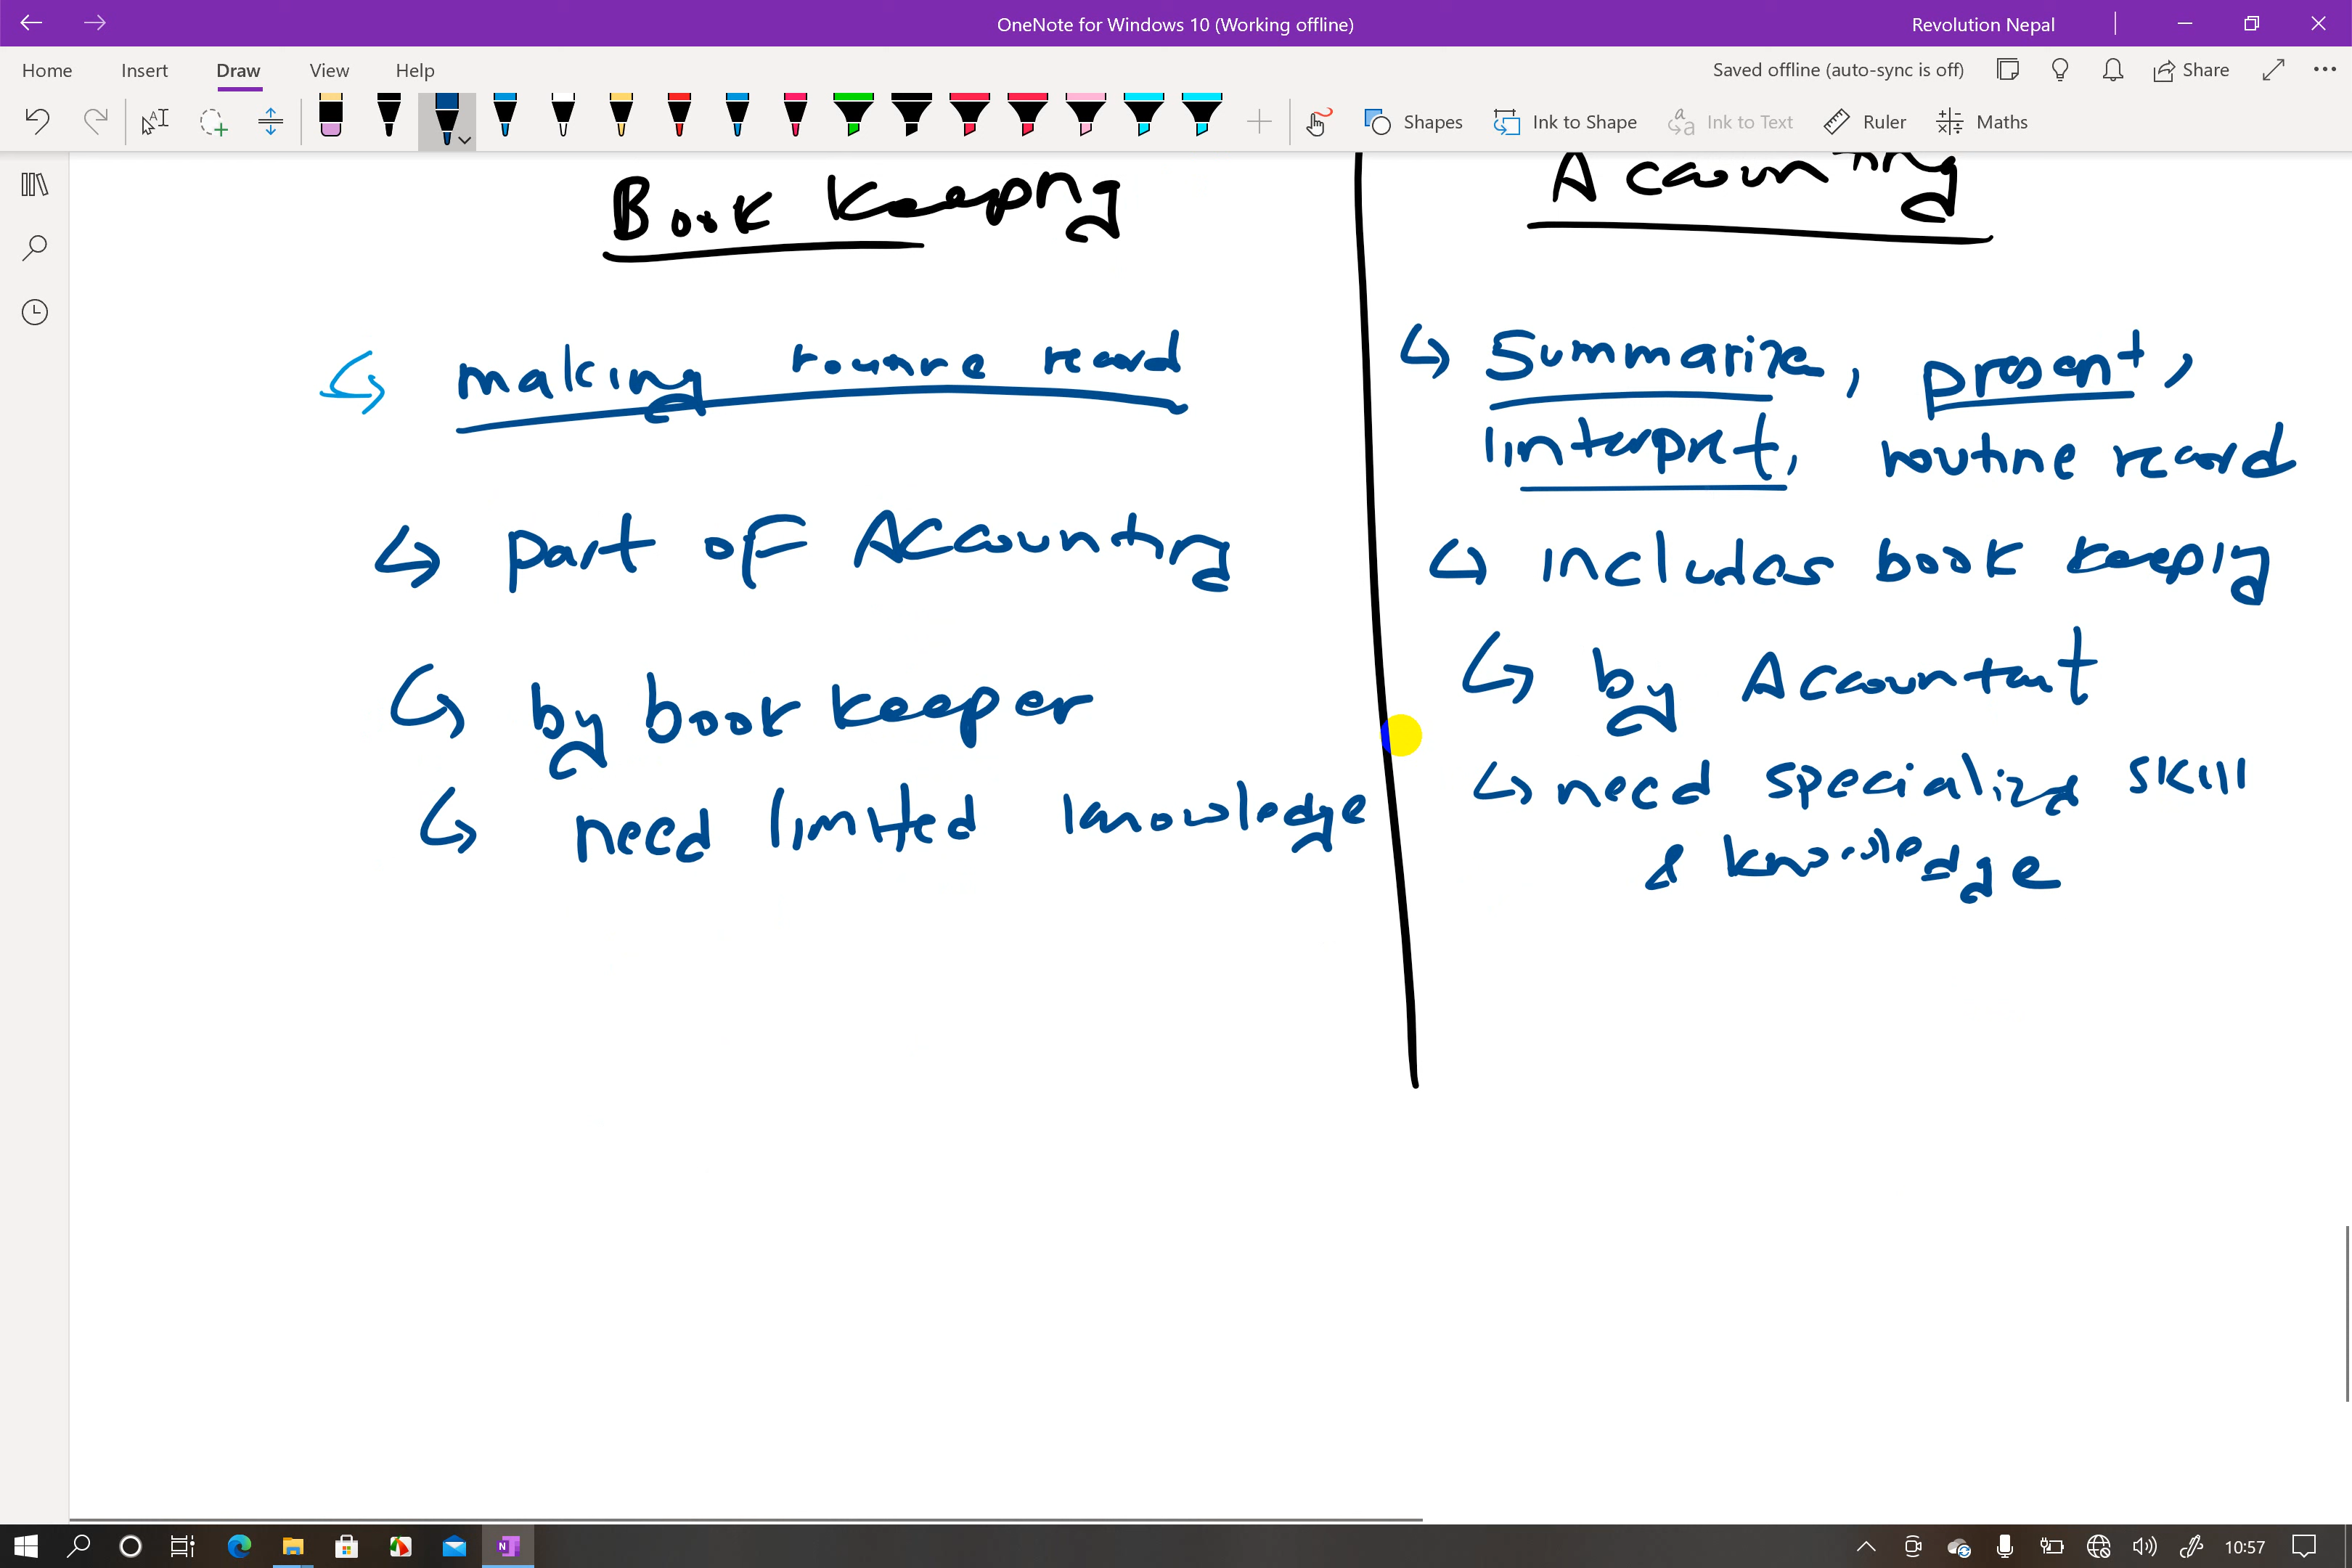 OneNote for Windows 10 (Working offline)
Revolution Nepal
Home Insert Draw View Help
Saved offline (auto-sync is off) Share
Shapes Ink to Shape Ink to Text Ruler Maths
Book Keepng
Accounting
making routine record
Summarize, present,
interpret, routine record
part of Accounting
includes book keeping
by book keeper
by Accountant
need limited knowledge
need specialized skill
& knowledge
10:57